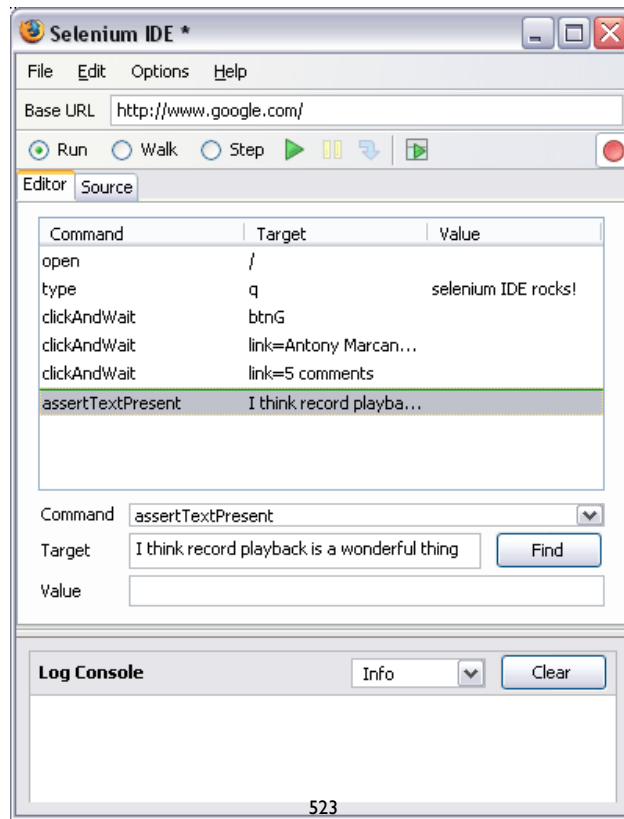 Selenium IDE *
File Edit Options Help
Base URL http://www.google.com/
Run Walk Step
Editor Source
Command Target Value
open /
type q selenium IDE rocks!
clickAndWait btnG
clickAndWait link=Antony Marcan...
clickAndWait link=5 comments
assertTextPresent I think record playba...
Command assertTextPresent
Target I think record playback is a wonderful thing Find
Value
Log Console Info Clear
523